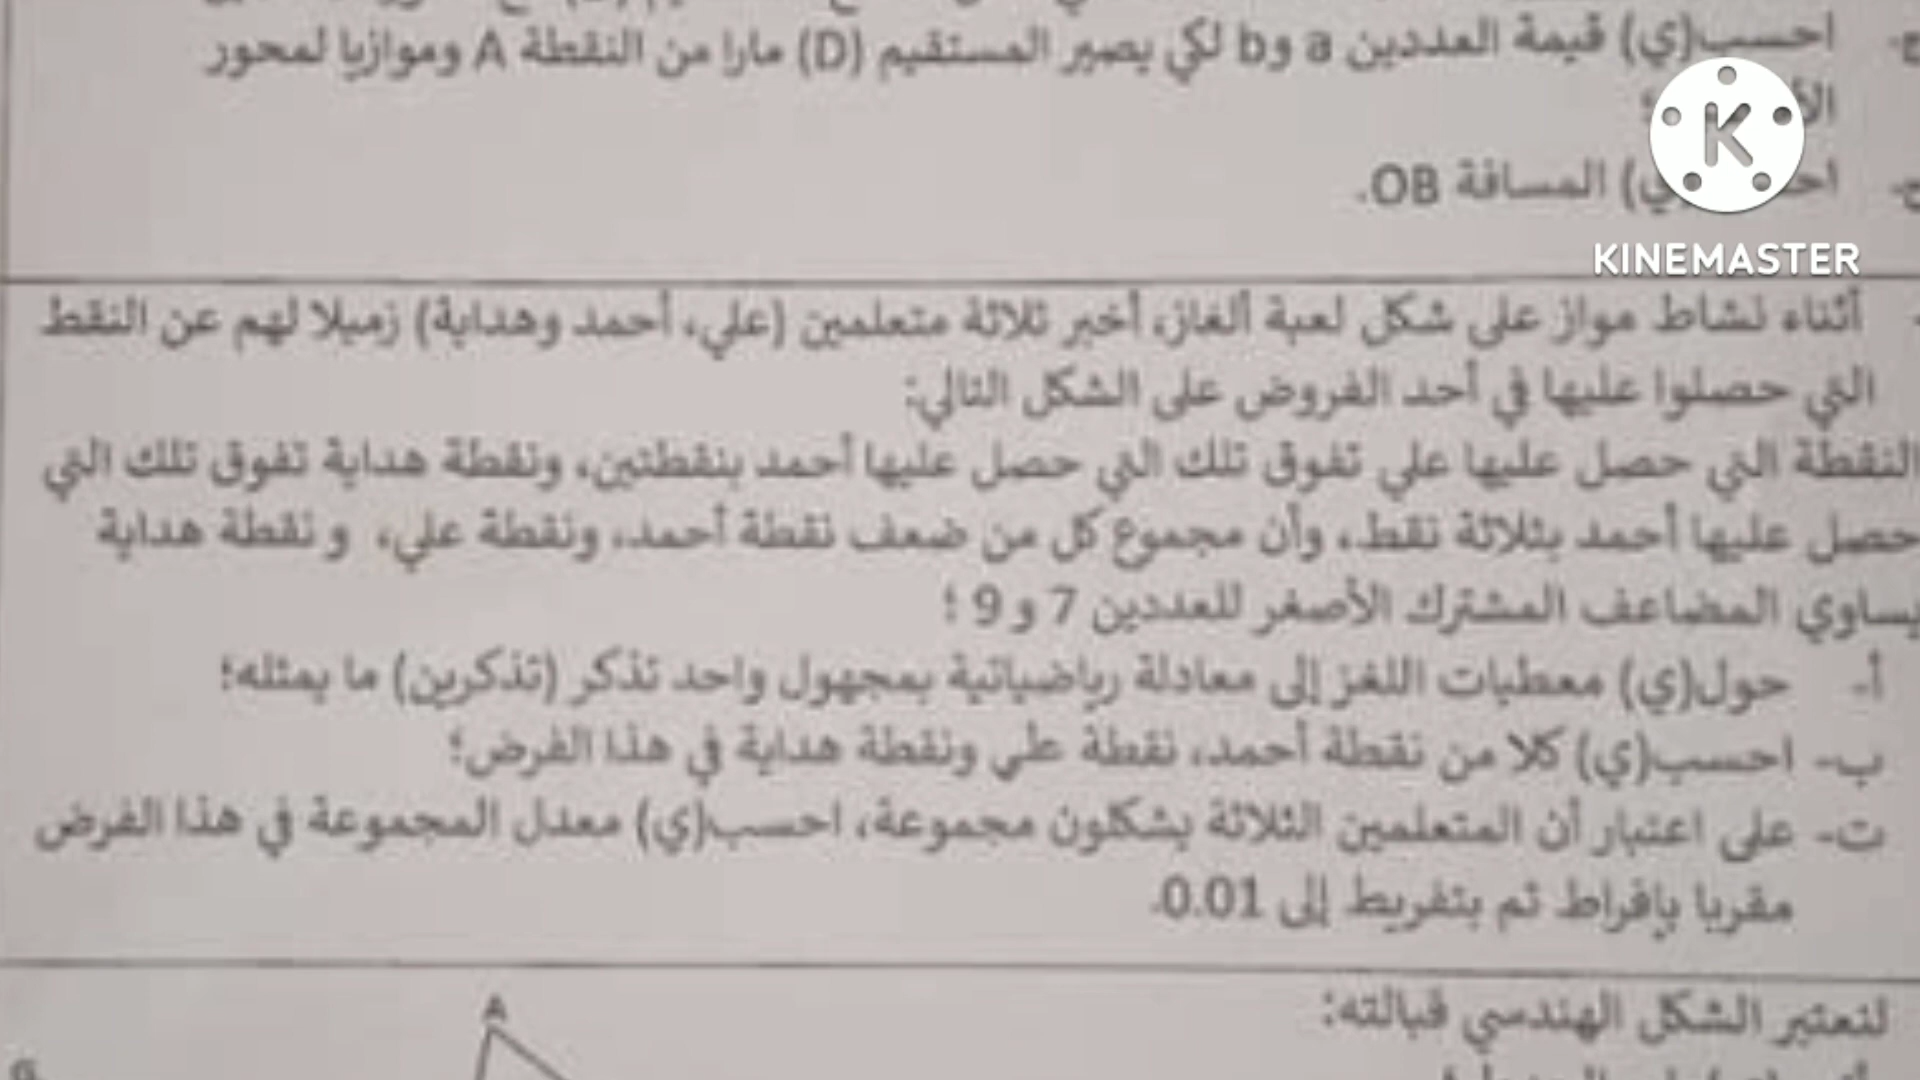 احسب(ي) قيمة العددين a وb لكي يصير المستقيم (D) مارا من النقطة A وموازيا لمحور
المسافة OB.
KINEMASTER
أثناء نشاط مواز على شكل لعبة ألغاز، أخبر ثلاثة متعلمين (علي، أحمد وهداية) زميلا لهم عن النقط
التي حصلوا عليها في أحد الفروض على الشكل التالي:
النقطة التي حصل عليها علي تفوق تلك التي حصل عليها أحمد بنقطتين، ونقطة هداية تفوق تلك التي
حصل عليها أحمد بثلاثة نقط، وأن مجموع كل من ضعف نقطة أحمد، ونقطة علي، و نقطة هداية
يساوي المضاعف المشترك الأصغر للعددين 7 و 9 ؛
أ- حول(ي) معطيات اللغز إلى معادلة رياضياتية بمجهول واحد تذكر (تذكرين) ما يمثله؛
ب- احسب(ي) كلا من نقطة أحمد، نقطة علي ونقطة هداية في هذا الفرض؛
ت- على اعتبار أن المتعلمين الثلاثة يشكلون مجموعة، احسب(ي) معدل المجموعة في هذا الفرض
مقربا بإفراط ثم بتفريط إلى 0.01.
لنعتبر الشكل الهندسي قبالته:
A